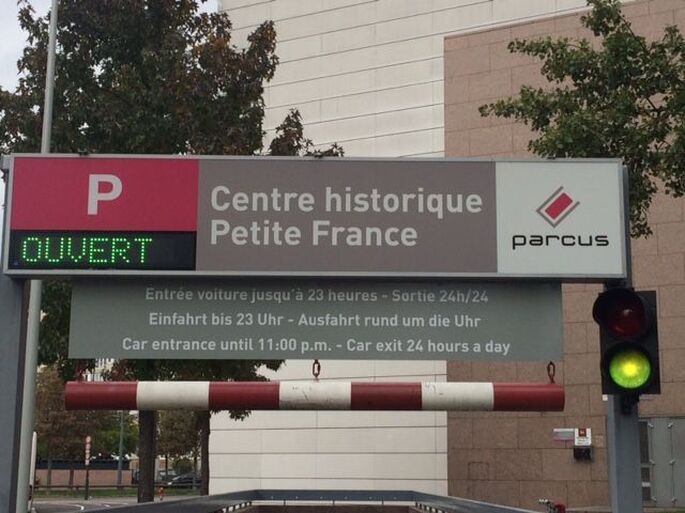 P
OUVERT
Centre historique
Petite France
parcus
Entrée voiture jusqu'à 23 heures - Sortie 24h/24
Einfahrt bis 23 Uhr - Ausfahrt rund um die Uhr
Car entrance until 11:00 p.m. - Car exit 24 hours a day